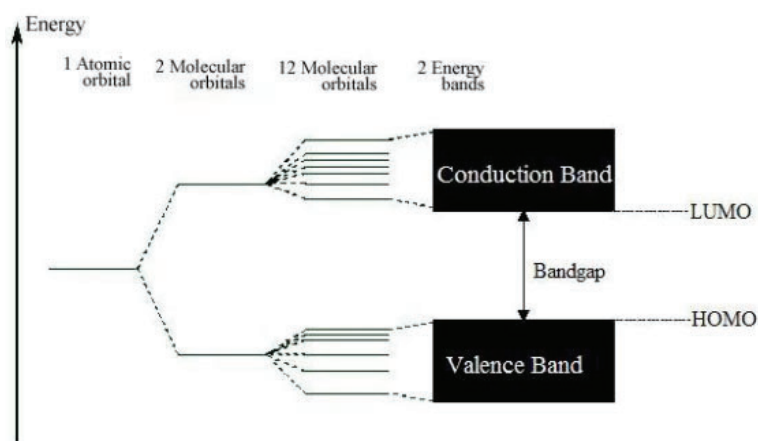 Energy
1 Atomic
orbital
2 Molecular
orbitals
12 Molecular
orbitals
2 Energy
bands
Conduction Band
LUMO
Bandgap
HOMO
Valence Band